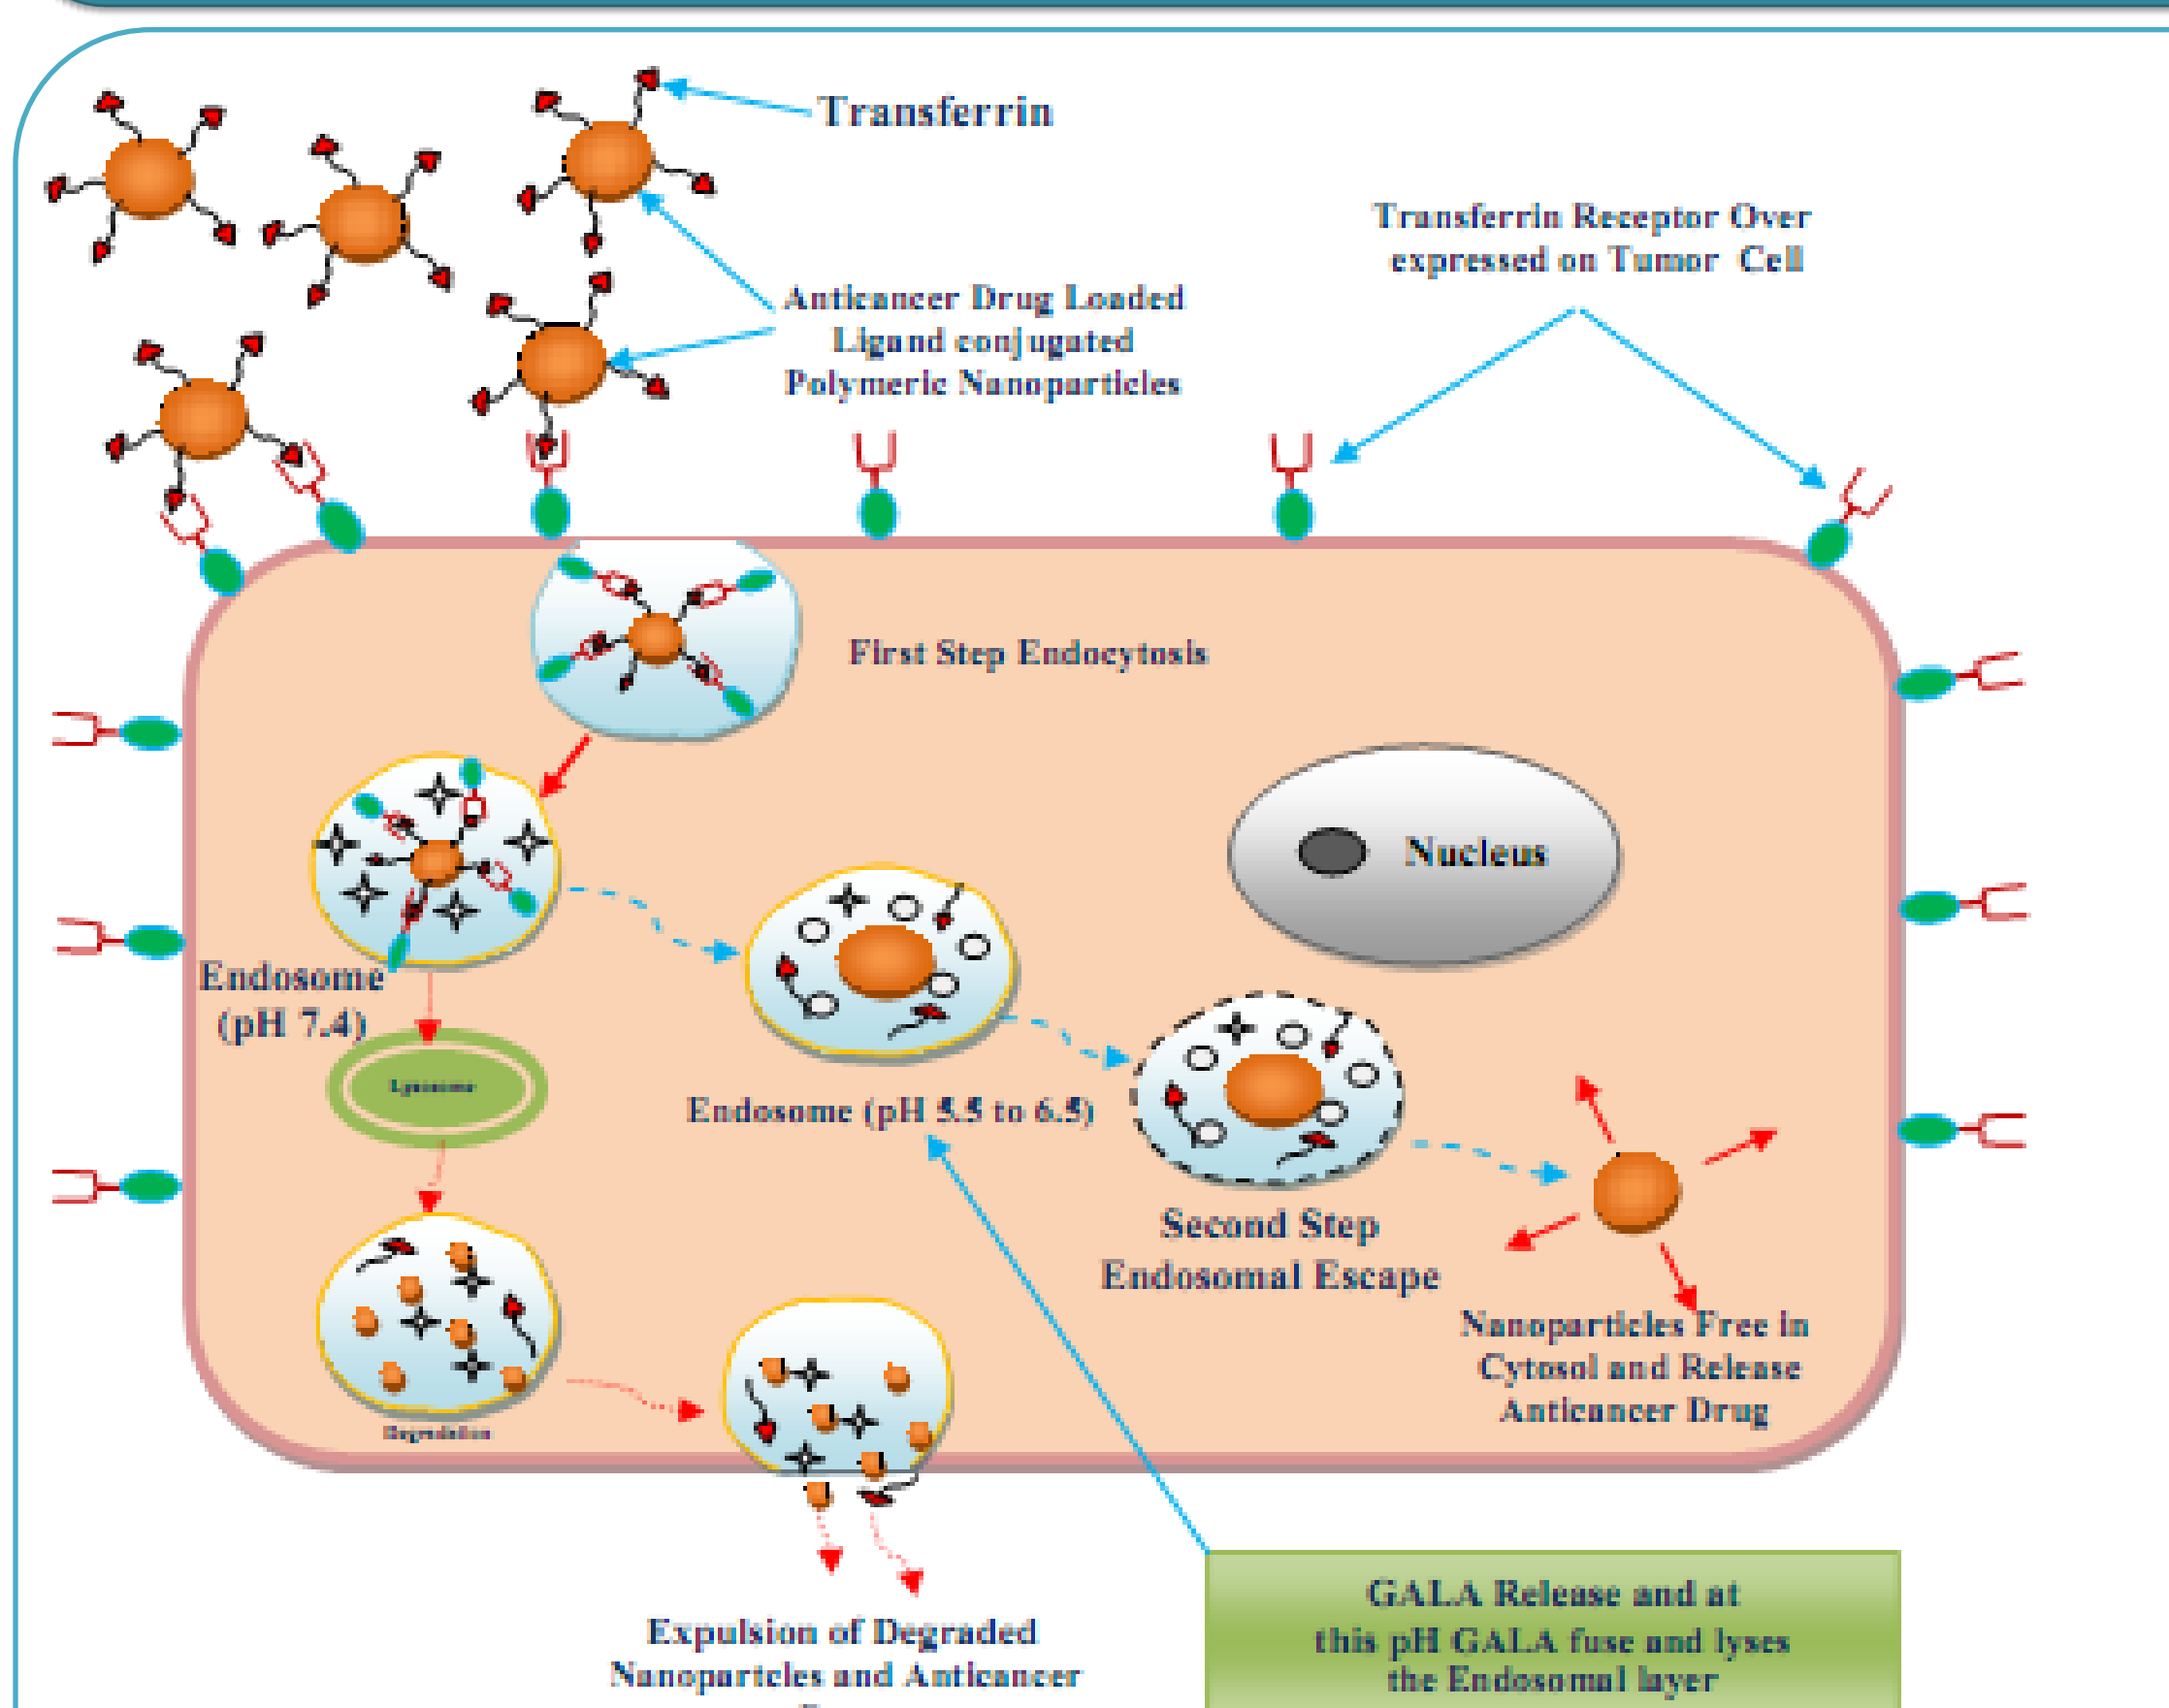 Transferrin
Transferrin Receptor Over
expressed on Tumor Cell
Anticancer Drug Loaded
Ligand conjugated
Polymeric Nanoparticles
First Step Endocytosis
Nucleus
Endosome
(pH 7.4)
Lysosome
Endosome (pH 5.5 to 6.5)
Second Step
Endosomal Escape
Nanoparticles Free in
Cytosol and Release
Anticancer Drug
Degradation
Expulsion of Degraded
Nanopartcles and Anticancer
GALA Release and at
this pH GALA fuse and lyses
the Endosomal layer